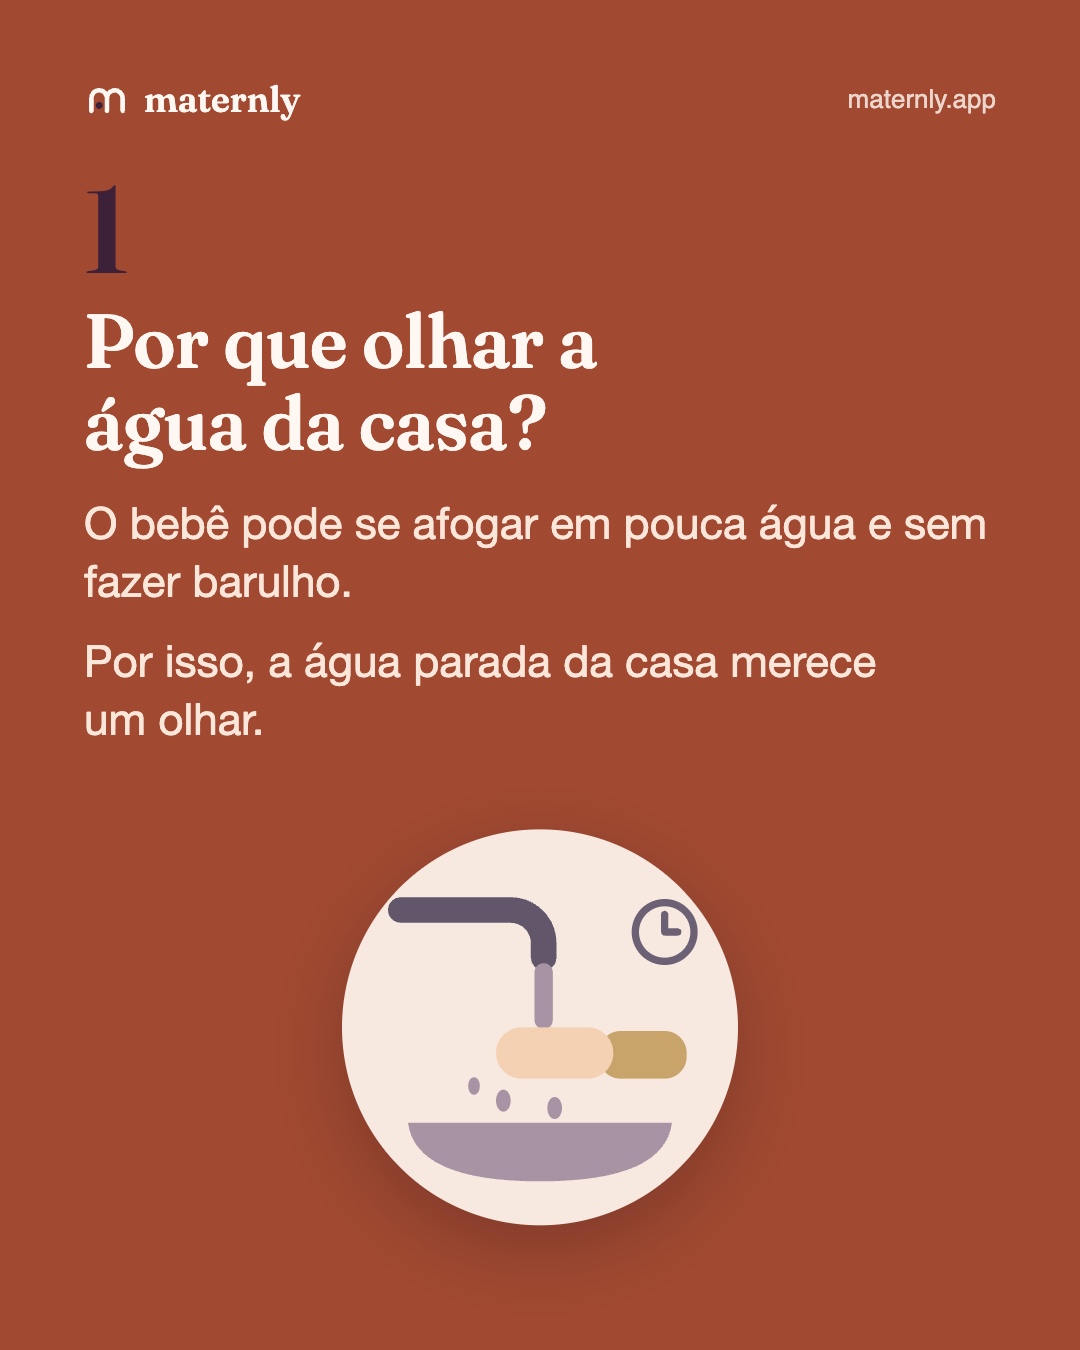 maternly
maternly.app
1
Por que olhar a
água da casa?
O bebê pode se afogar em pouca água e sem
fazer barulho.
Por isso, a água parada da casa merece
um olhar.